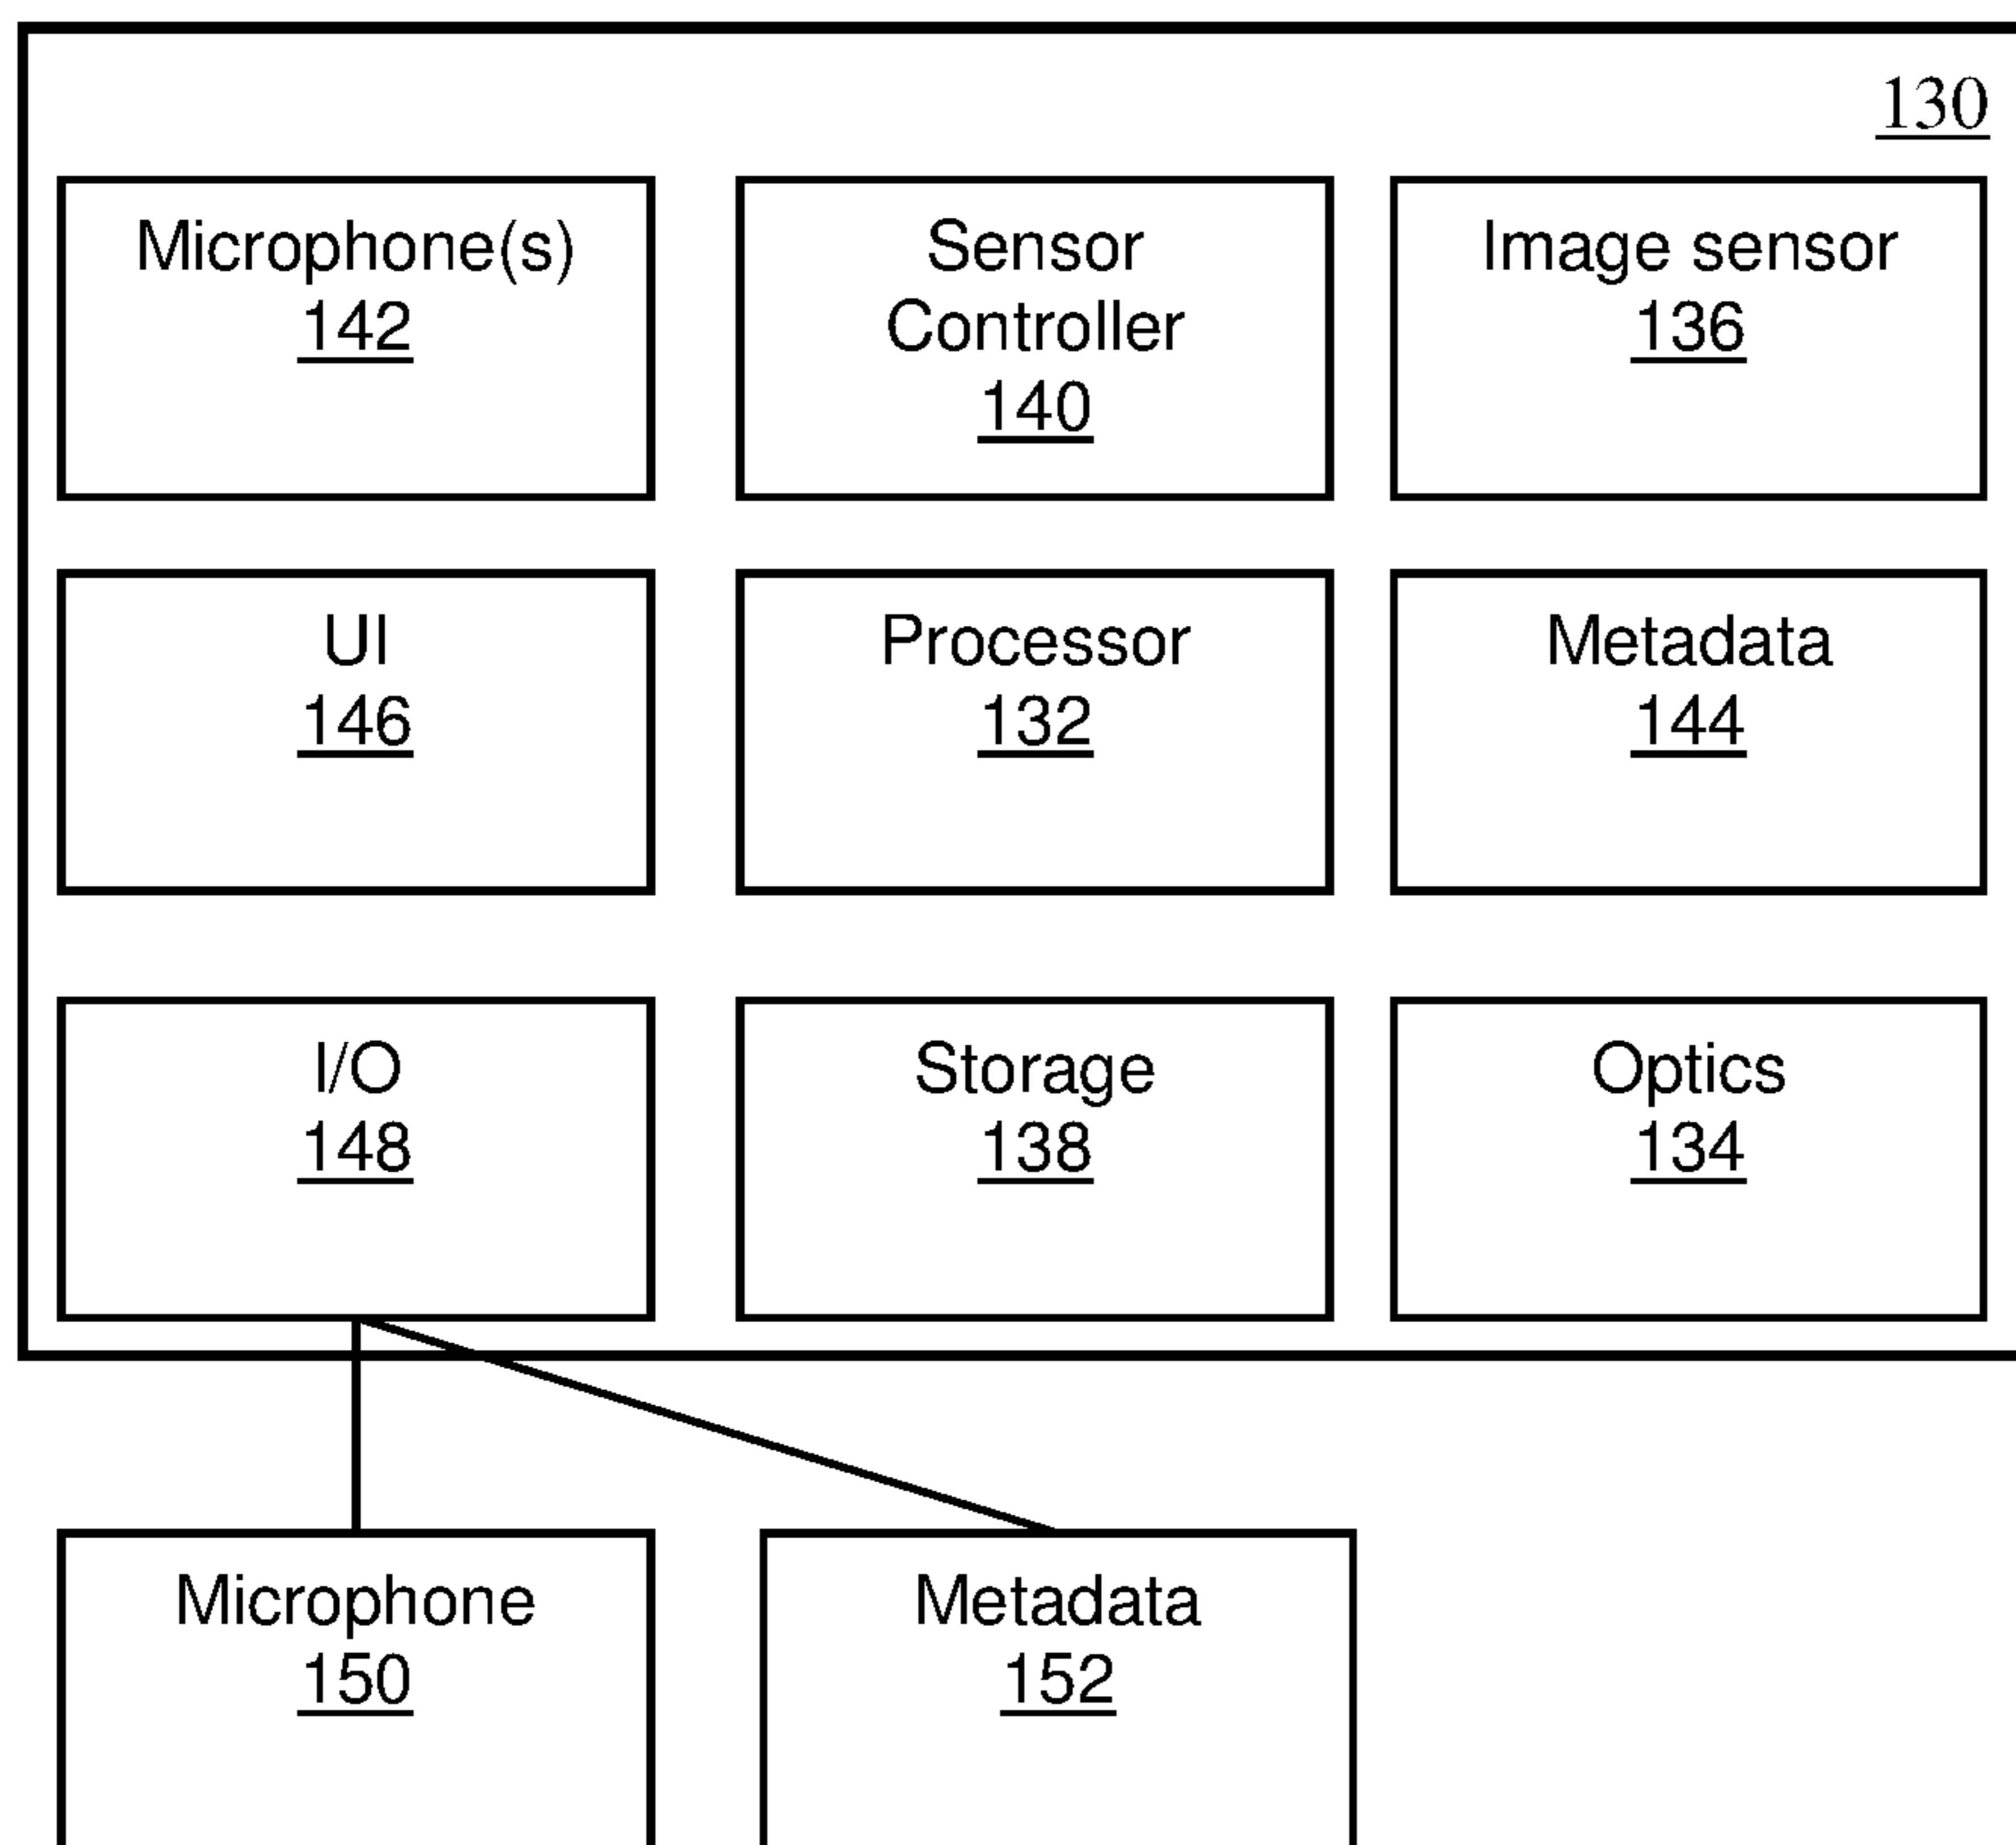 130
Microphone(s)
142
Sensor
Controller
140
Image sensor
136
UI
146
Processor
132
Metadata
144
I/O
148
Storage
138
Optics
134
Microphone
150
Metadata
152